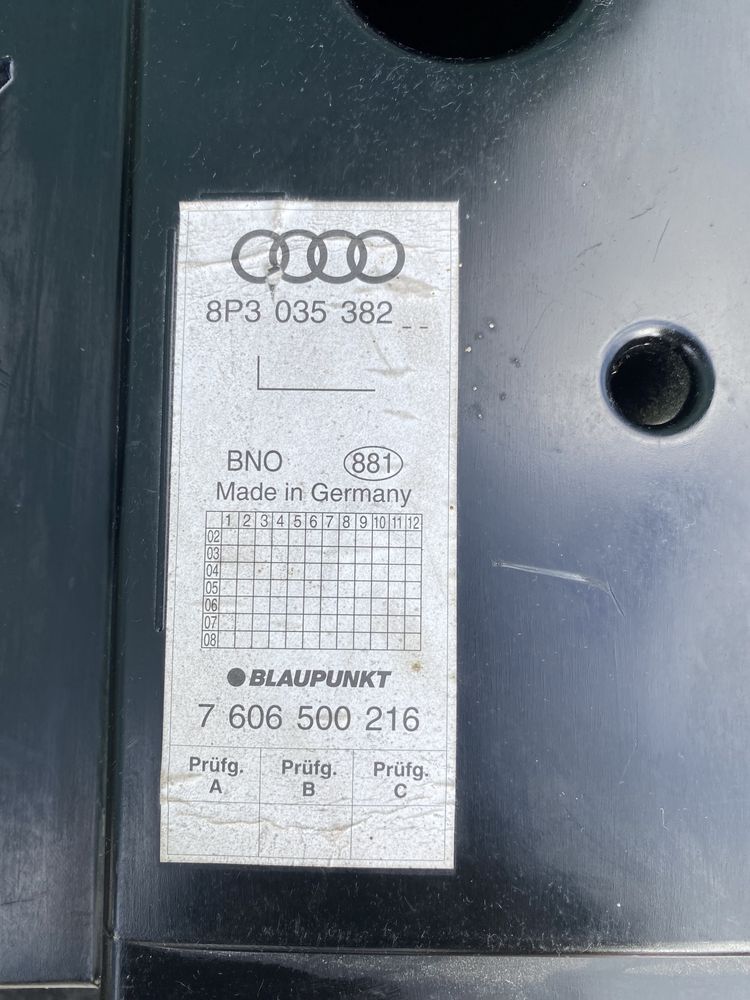 8P3 035 382 _ _
BNO 881
Made in Germany
1 2 3 4 5 6 7 8 9 10 11 12
02
03
04
05
06
07
08
BLAUPUNKT
7 606 500 216
Prüfg. A Prüfg. B Prüfg. C